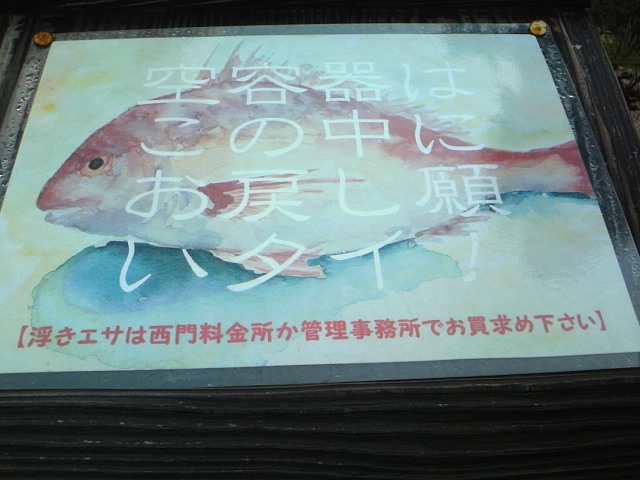 空容器は
この中に
お戻し願
いタイ！
【浮きエサは西門料金所か管理事務所でお買求め下さい】